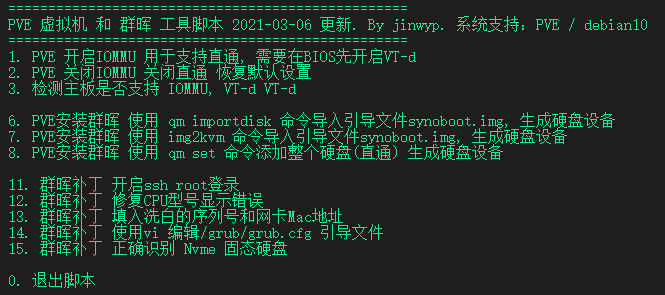 ==================================================
PVE 虚拟机 和 群晖 工具脚本 2021-03-06 更新. By jinwyp. 系统支持: PVE / debian10
==================================================
1. PVE 开启IOMMU 用于支持直通, 需要在BIOS先开启VT-d
2. PVE 关闭IOMMU 关闭直通 恢复默认设置
3. 检测主板是否支持 IOMMU, VT-d VT-d
6. PVE安装群晖 使用 qm importdisk 命令导入引导文件synoboot.img, 生成硬盘设备
7. PVE安装群晖 使用 img2kvm 命令导入引导文件synoboot.img, 生成硬盘设备
8. PVE安装群晖 使用 qm set 命令添加整个硬盘(直通) 生成硬盘设备
11. 群晖补丁 开启ssh root登录
12. 群晖补丁 修复CPU型号显示错误
13. 群晖补丁 填入洗白的序列号和网卡Mac地址
14. 群晖补丁 使用vi 编辑/grub/grub.cfg 引导文件
15. 群晖补丁 正确识别 Nvme 固态硬盘
0. 退出脚本